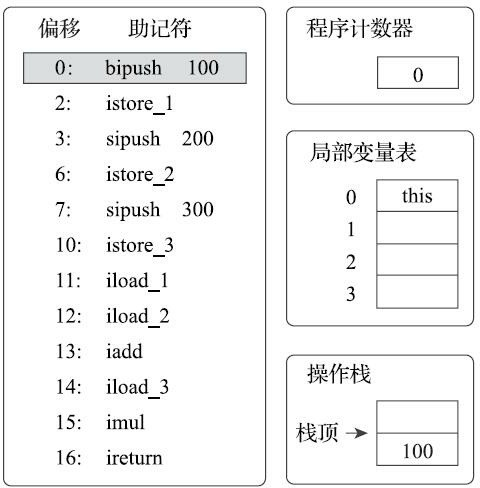 偏移 助记符
0: bipush 100
2: istore_1
3: sipush 200
6: istore_2
7: sipush 300
10: istore_3
11: iload_1
12: iload_2
13: iadd
14: iload_3
15: imul
16: ireturn
程序计数器
0
局部变量表
0 this
1
2
3
操作栈
栈顶
100